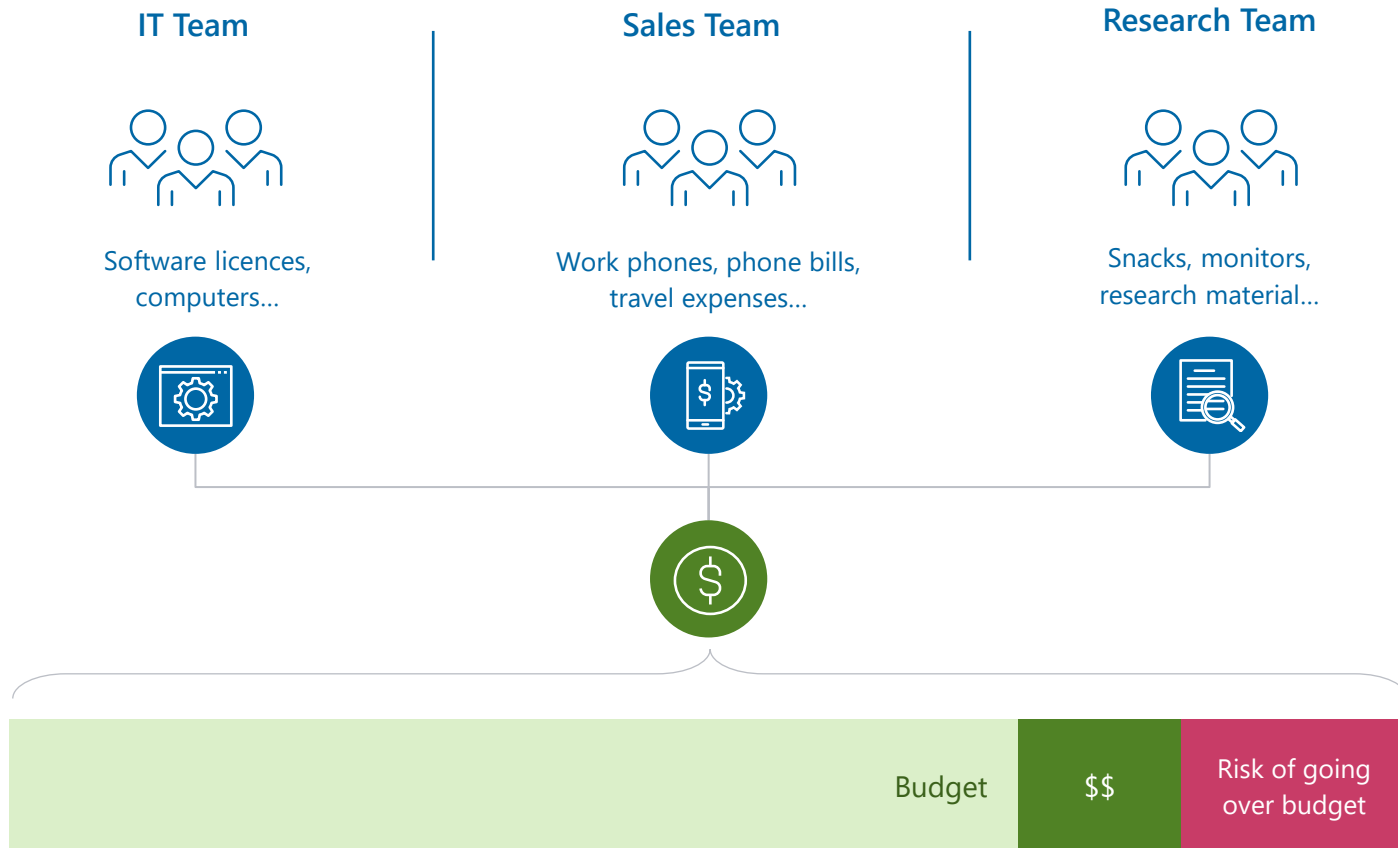 IT Team
Sales Team
Research Team
Software licences,
computers...
Work phones, phone bills,
travel expenses...
Snacks, monitors,
research material...
$
$
Budget
$$
Risk of going
over budget